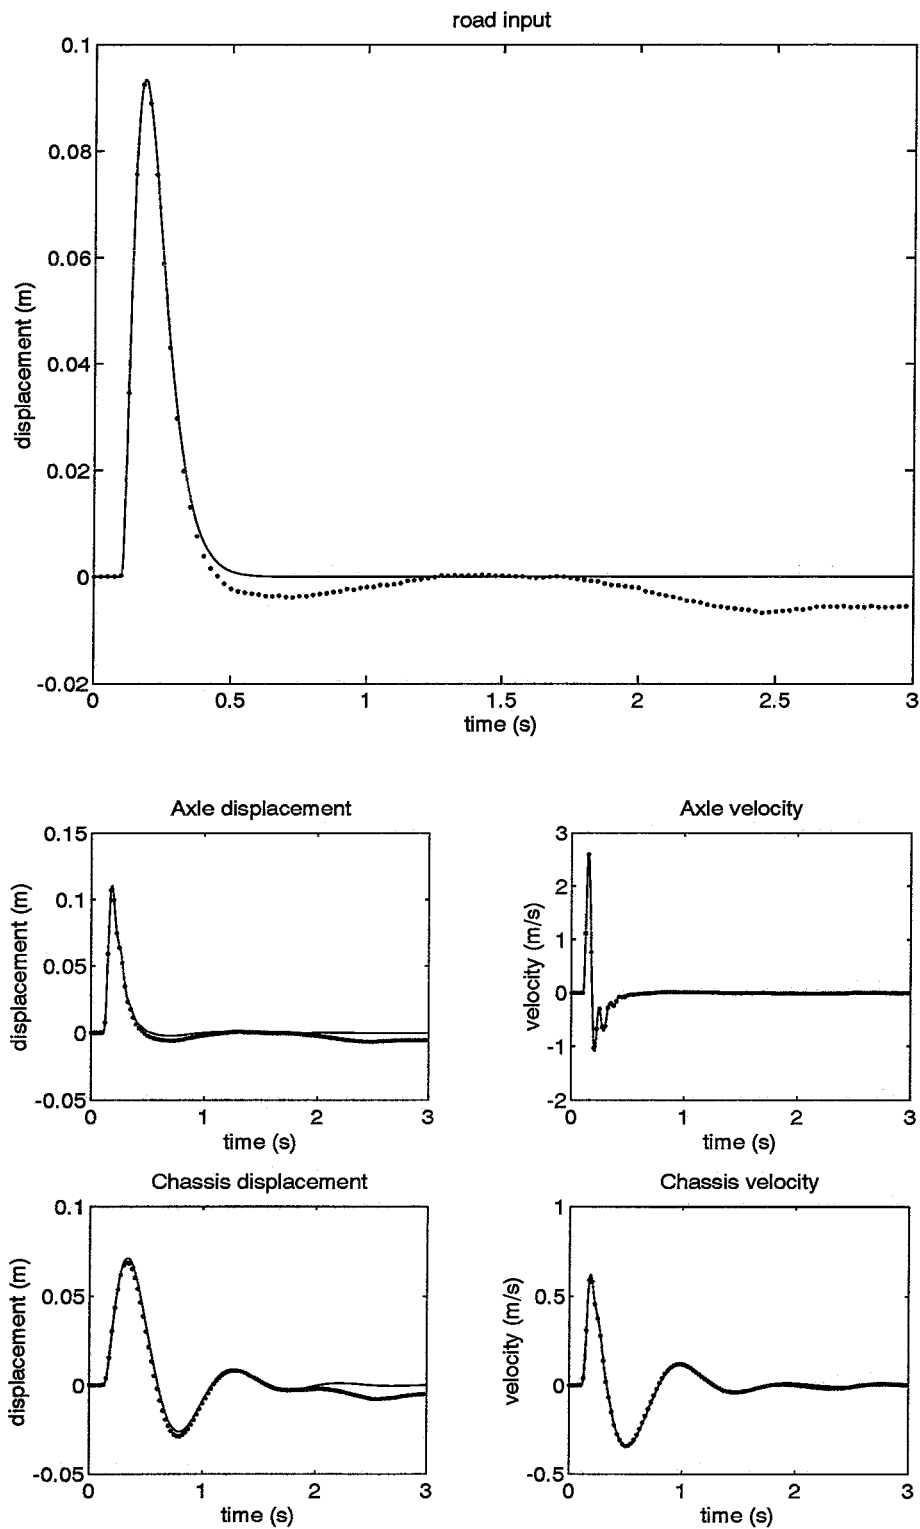 road input
0.1
0.08
0.06
0.04
0.02
0
-0.02
displacement (m)
0 0.5 1 1.5 2 2.5 3
time (s)
Axle displacement
0.15
0.1
0.05
0
-0.05
displacement (m)
0 1 2 3
time (s)
Axle velocity
3
2
1
0
-1
-2
velocity (m/s)
0 1 2 3
time (s)
Chassis displacement
0.1
0.05
0
-0.05
displacement (m)
0 1 2 3
time (s)
Chassis velocity
1
0.5
0
-0.5
velocity (m/s)
0 1 2 3
time (s)